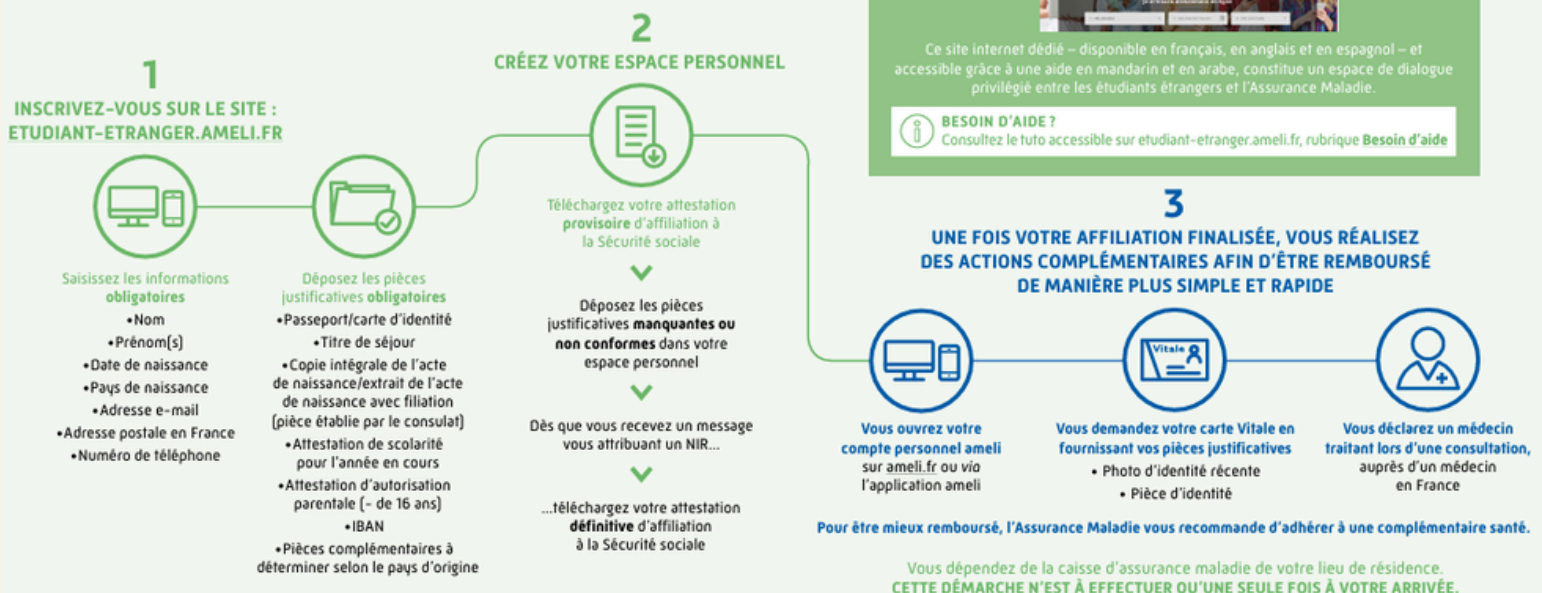 1
INSCRIVEZ-VOUS SUR LE SITE :
ETUDIANT-ETRANGER.AMELI.FR
Saisissez les informations
obligatoires
•Nom
•Prénom(s)
•Date de naissance
•Pays de naissance
•Adresse e-mail
•Adresse postale en France
•Numéro de téléphone
Déposez les pièces
justificatives obligatoires
•Passeport/carte d'identité
•Titre de séjour
•Copie intégrale de l'acte
de naissance/extrait de l'acte
de naissance avec filiation
(pièce établie par le consulat)
•Attestation de scolarité
pour l'année en cours
•Attestation d'autorisation
parentale (- de 16 ans)
•IBAN
•Pièces complémentaires à
déterminer selon le pays d'origine
2
CRÉEZ VOTRE ESPACE PERSONNEL
Téléchargez votre attestation
provisoire d'affiliation à
la Sécurité sociale
Déposez les pièces
justificatives manquantes ou
non conformes dans votre
espace personnel
Dès que vous recevez un message
vous attribuant un NIR...
...téléchargez votre attestation
définitive d'affiliation
à la Sécurité sociale
Ce site internet dédié – disponible en français, en anglais et en espagnol – et
accessible grâce à une aide en mandarin et en arabe, constitue un espace de dialogue
privilégié entre les étudiants étrangers et l'Assurance Maladie.
BESOIN D'AIDE ?
Consultez le tuto accessible sur etudiant-etranger.ameli.fr, rubrique Besoin d'aide
3
UNE FOIS VOTRE AFFILIATION FINALISÉE, VOUS RÉALISEZ
DES ACTIONS COMPLÉMENTAIRES AFIN D'ÊTRE REMBOURSÉ
DE MANIÈRE PLUS SIMPLE ET RAPIDE
Vous ouvrez votre
compte personnel ameli
sur ameli.fr ou via
l'application ameli
Vitale
Vous demandez votre carte Vitale en
fournissant vos pièces justificatives
• Photo d'identité récente
• Pièce d'identité
Vous déclarez un médecin
traitant lors d'une consultation,
auprès d'un médecin
en France
Pour être mieux remboursé, l'Assurance Maladie vous recommande d'adhérer à une complémentaire santé.
Vous dépendez de la caisse d'assurance maladie de votre lieu de résidence.
CETTE DÉMARCHE N'EST À EFFECTUER QU'UNE SEULE FOIS À VOTRE ARRIVÉE.